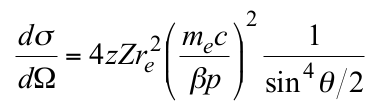 dσ/dΩ = 4zZr_e^2 (m_e c/βp)^2 1/sin^4 θ/2